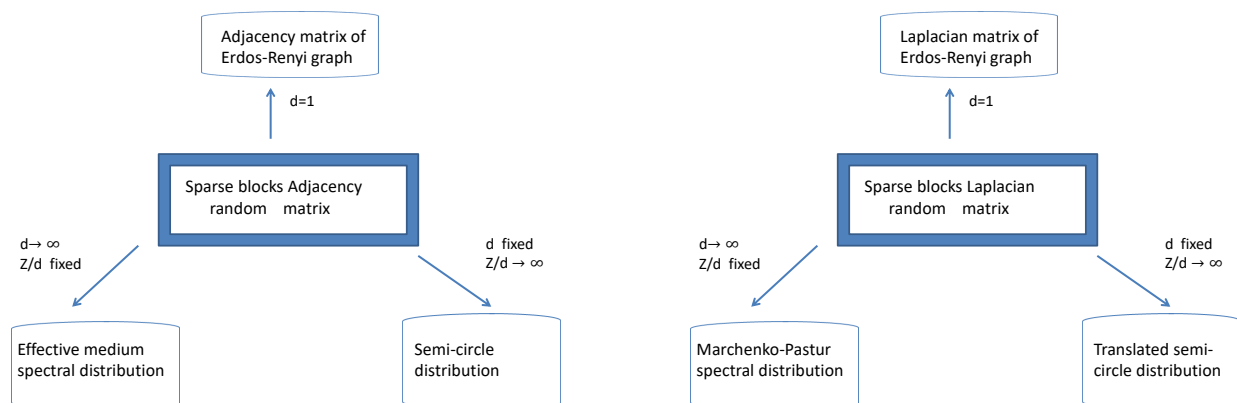 Adjacency matrix of
Erdos-Renyi graph
d=1
Sparse blocks Adjacency
random matrix
d→ ∞
Z/d fixed
d fixed
Z/d → ∞
Effective medium
spectral distribution
Semi-circle
distribution
Laplacian matrix of
Erdos-Renyi graph
d=1
Sparse blocks Laplacian
random matrix
d→ ∞
Z/d fixed
d fixed
Z/d → ∞
Marchenko-Pastur
spectral distribution
Translated semi-
circle distribution